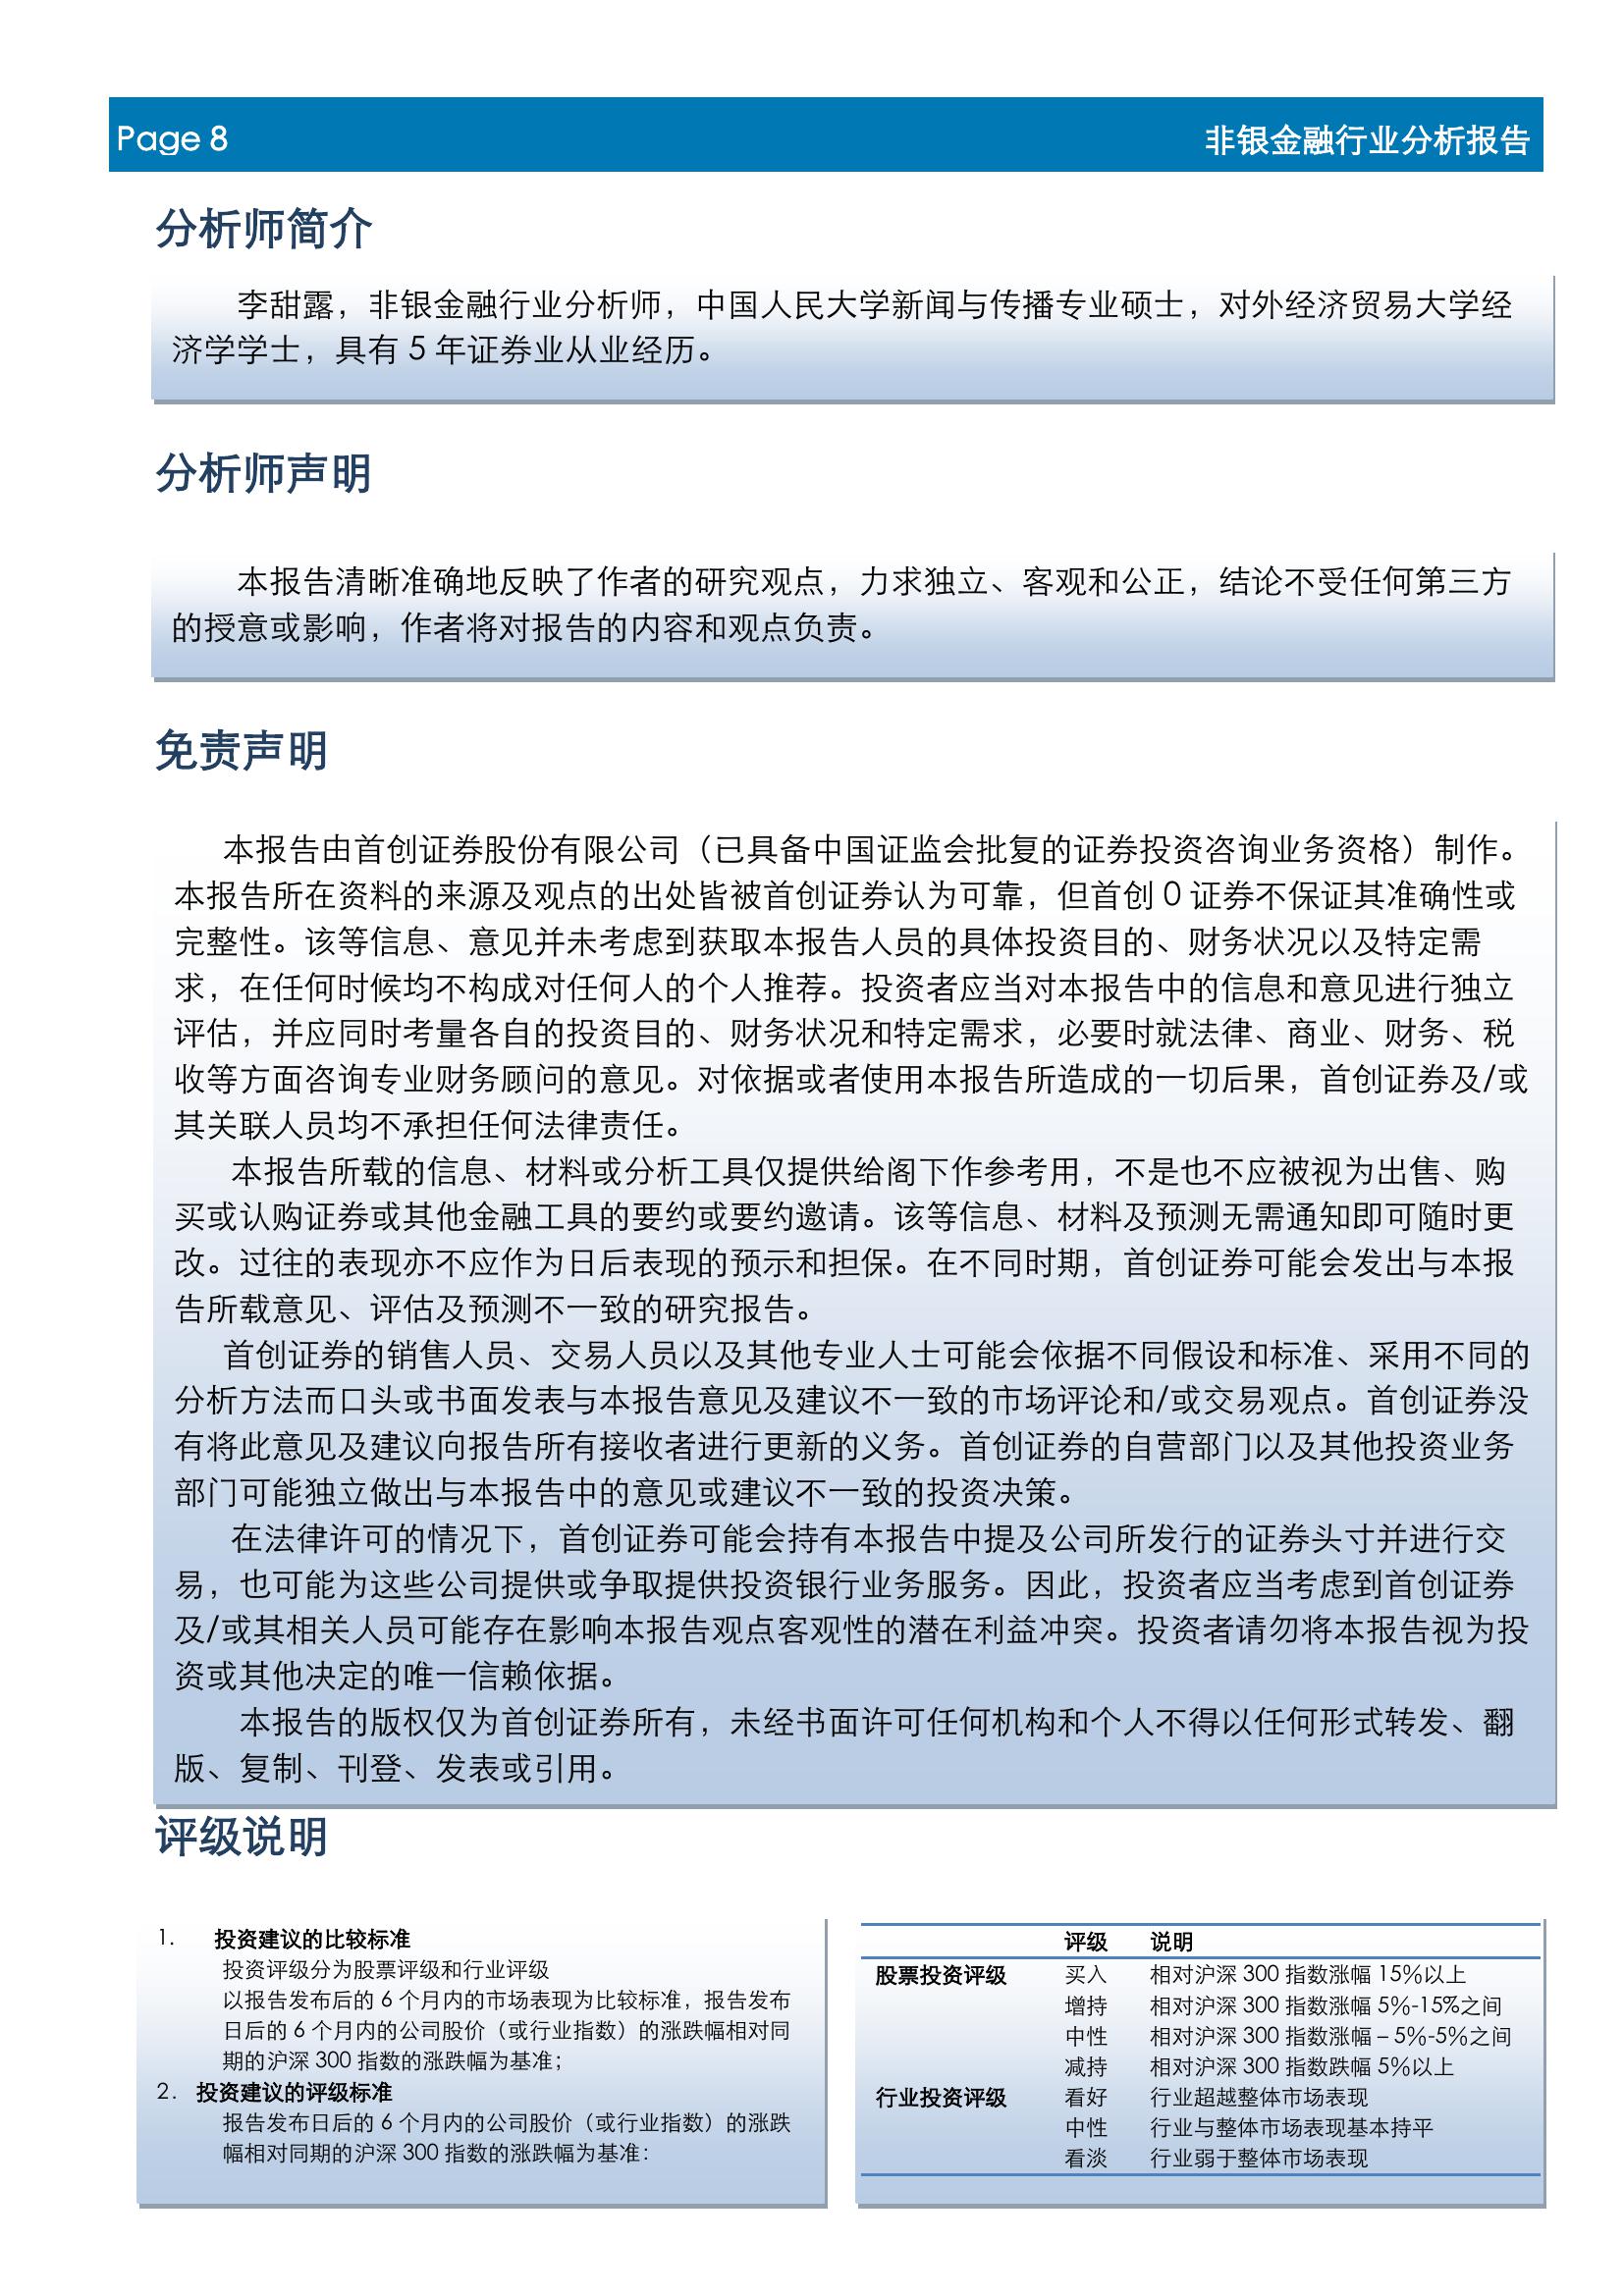 Page 8
非银金融行业分析报告
分析师简介
李甜露，非银金融行业分析师，中国人民大学新闻与传播专业硕士，对外经济贸易大学经
济学学士，具有 5 年证券业从业经历。
分析师声明
本报告清晰准确地反映了作者的研究观点，力求独立、客观和公正，结论不受任何第三方
的授意或影响，作者将对报告的内容和观点负责。
免责声明
本报告由首创证券股份有限公司（已具备中国证监会批复的证券投资咨询业务资格）制作。
本报告所在资料的来源及观点的出处皆被首创证券认为可靠，但首创 0 证券不保证其准确性或
完整性。该等信息、意见并未考虑到获取本报告人员的具体投资目的、财务状况以及特定需
求，在任何时候均不构成对任何人的个人推荐。投资者应当对本报告中的信息和意见进行独立
评估，并应同时考量各自的投资目的、财务状况和特定需求，必要时就法律、商业、财务、税
收等方面咨询专业财务顾问的意见。对依据或者使用本报告所造成的一切后果，首创证券及/或
其关联人员均不承担任何法律责任。
本报告所载的信息、材料或分析工具仅提供给阁下作参考用，不是也不应被视为出售、购
买或认购证券或其他金融工具的要约或要约邀请。该等信息、材料及预测无需通知即可随时更
改。过往的表现亦不应作为日后表现的预示和担保。在不同时期，首创证券可能会发出与本报
告所载意见、评估及预测不一致的研究报告。
首创证券的销售人员、交易人员以及其他专业人士可能会依据不同假设和标准、采用不同的
分析方法而口头或书面发表与本报告意见及建议不一致的市场评论和/或交易观点。首创证券没
有将此意见及建议向报告所有接收者进行更新的义务。首创证券的自营部门以及其他投资业务
部门可能独立做出与本报告中的意见或建议不一致的投资决策。
在法律许可的情况下，首创证券可能会持有本报告中提及公司所发行的证券头寸并进行交
易，也可能为这些公司提供或争取提供投资银行业务服务。因此，投资者应当考虑到首创证券
及/或其相关人员可能存在影响本报告观点客观性的潜在利益冲突。投资者请勿将本报告视为投
资或其他决定的唯一信赖依据。
本报告的版权仅为首创证券所有，未经书面许可任何机构和个人不得以任何形式转发、翻
版、复制、刊登、发表或引用。
评级说明
1. 投资建议的比较标准
投资评级分为股票评级和行业评级
以报告发布后的 6 个月内的市场表现为比较标准，报告发布
日后的 6 个月内的公司股价（或行业指数）的涨跌幅相对同
期的沪深 300 指数的涨跌幅为基准；
2. 投资建议的评级标准
报告发布日后的 6 个月内的公司股价（或行业指数）的涨跌
幅相对同期的沪深 300 指数的涨跌幅为基准：
评级 说明
股票投资评级 买入 相对沪深 300 指数涨幅 15%以上
增持 相对沪深 300 指数涨幅 5%-15%之间
中性 相对沪深 300 指数涨幅 – 5%-5%之间
减持 相对沪深 300 指数跌幅 5%以上
行业投资评级 看好 行业超越整体市场表现
中性 行业与整体市场表现基本持平
看淡 行业弱于整体市场表现